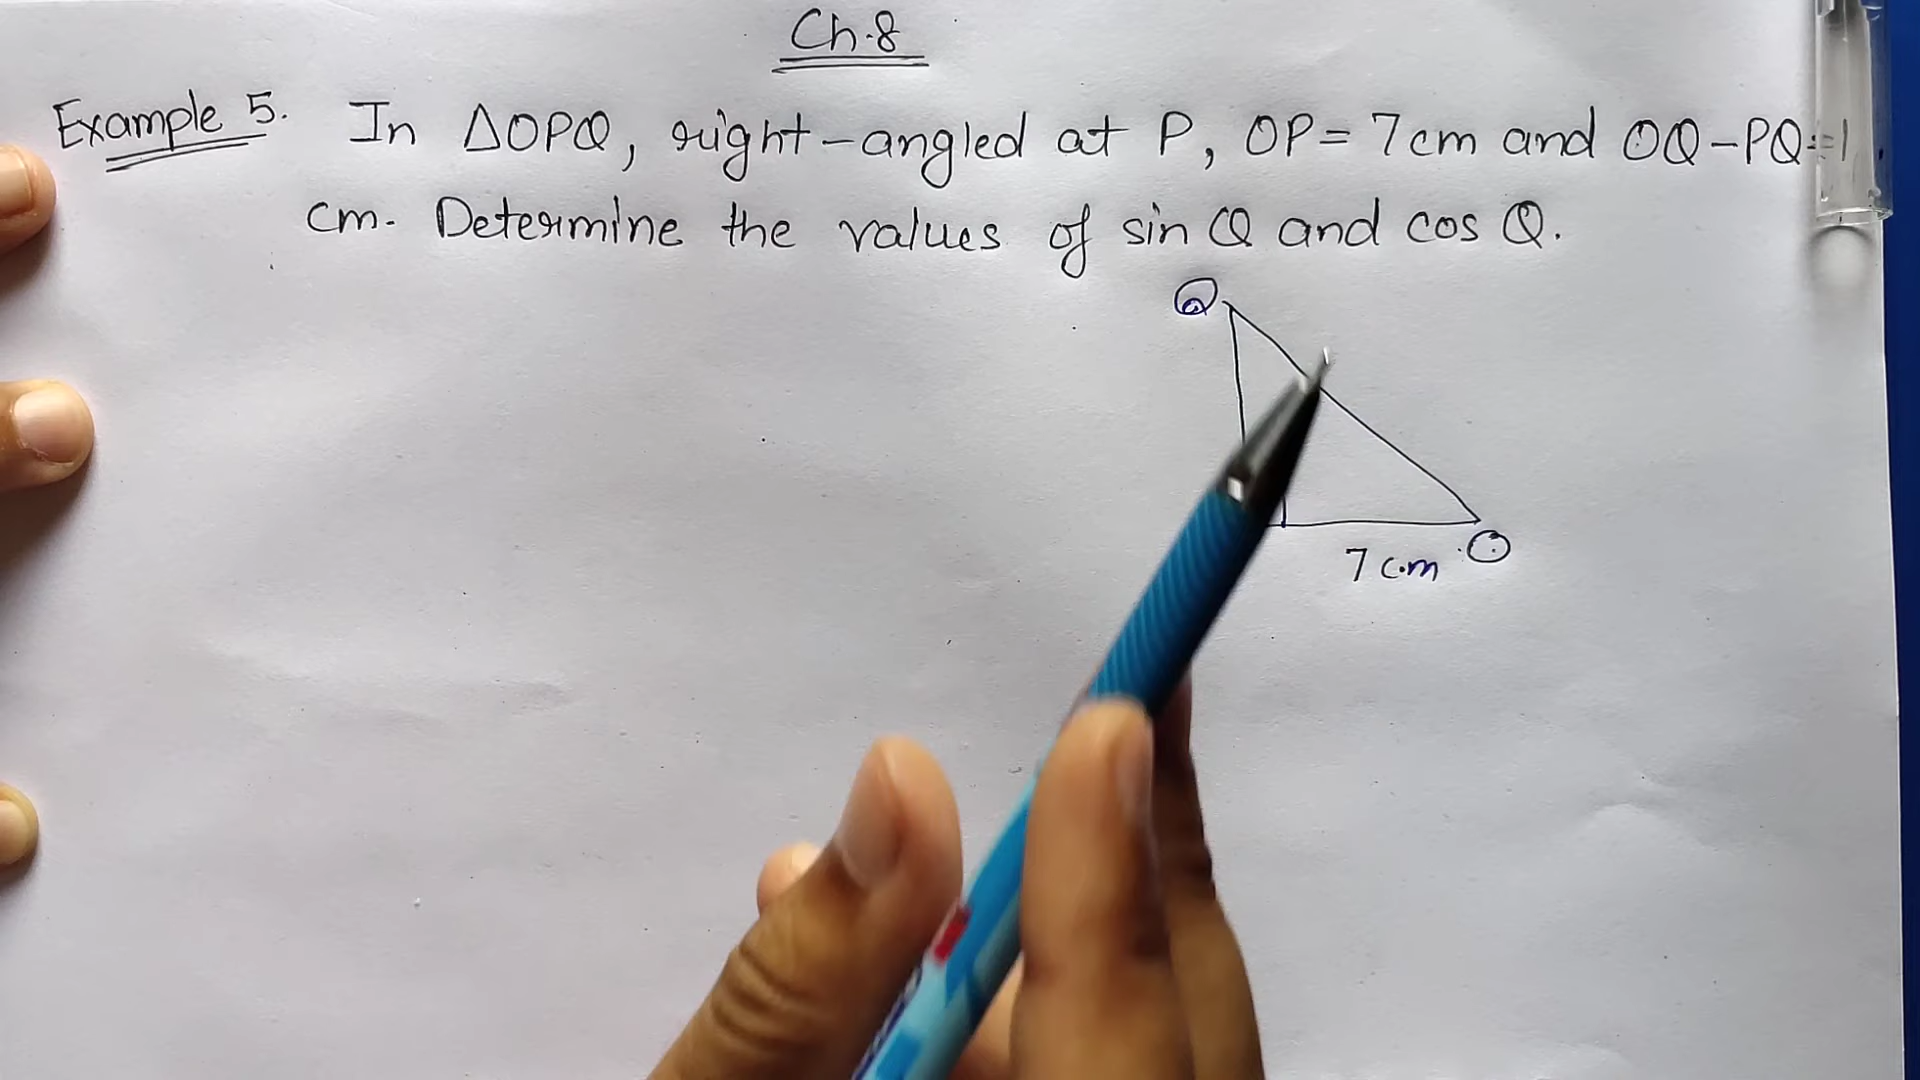 Ch.8
Example 5. In ΔOPQ, right-angled at P, OP = 7cm and OQ-PQ=1
cm. Determine the values of sin Q and cos Q.
Q
7 cm O